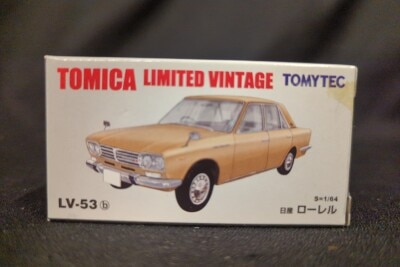 TOMICA LIMITED VINTAGE TOMYTEC
S=1/64
LV-53 ⓑ 日産 ローレル